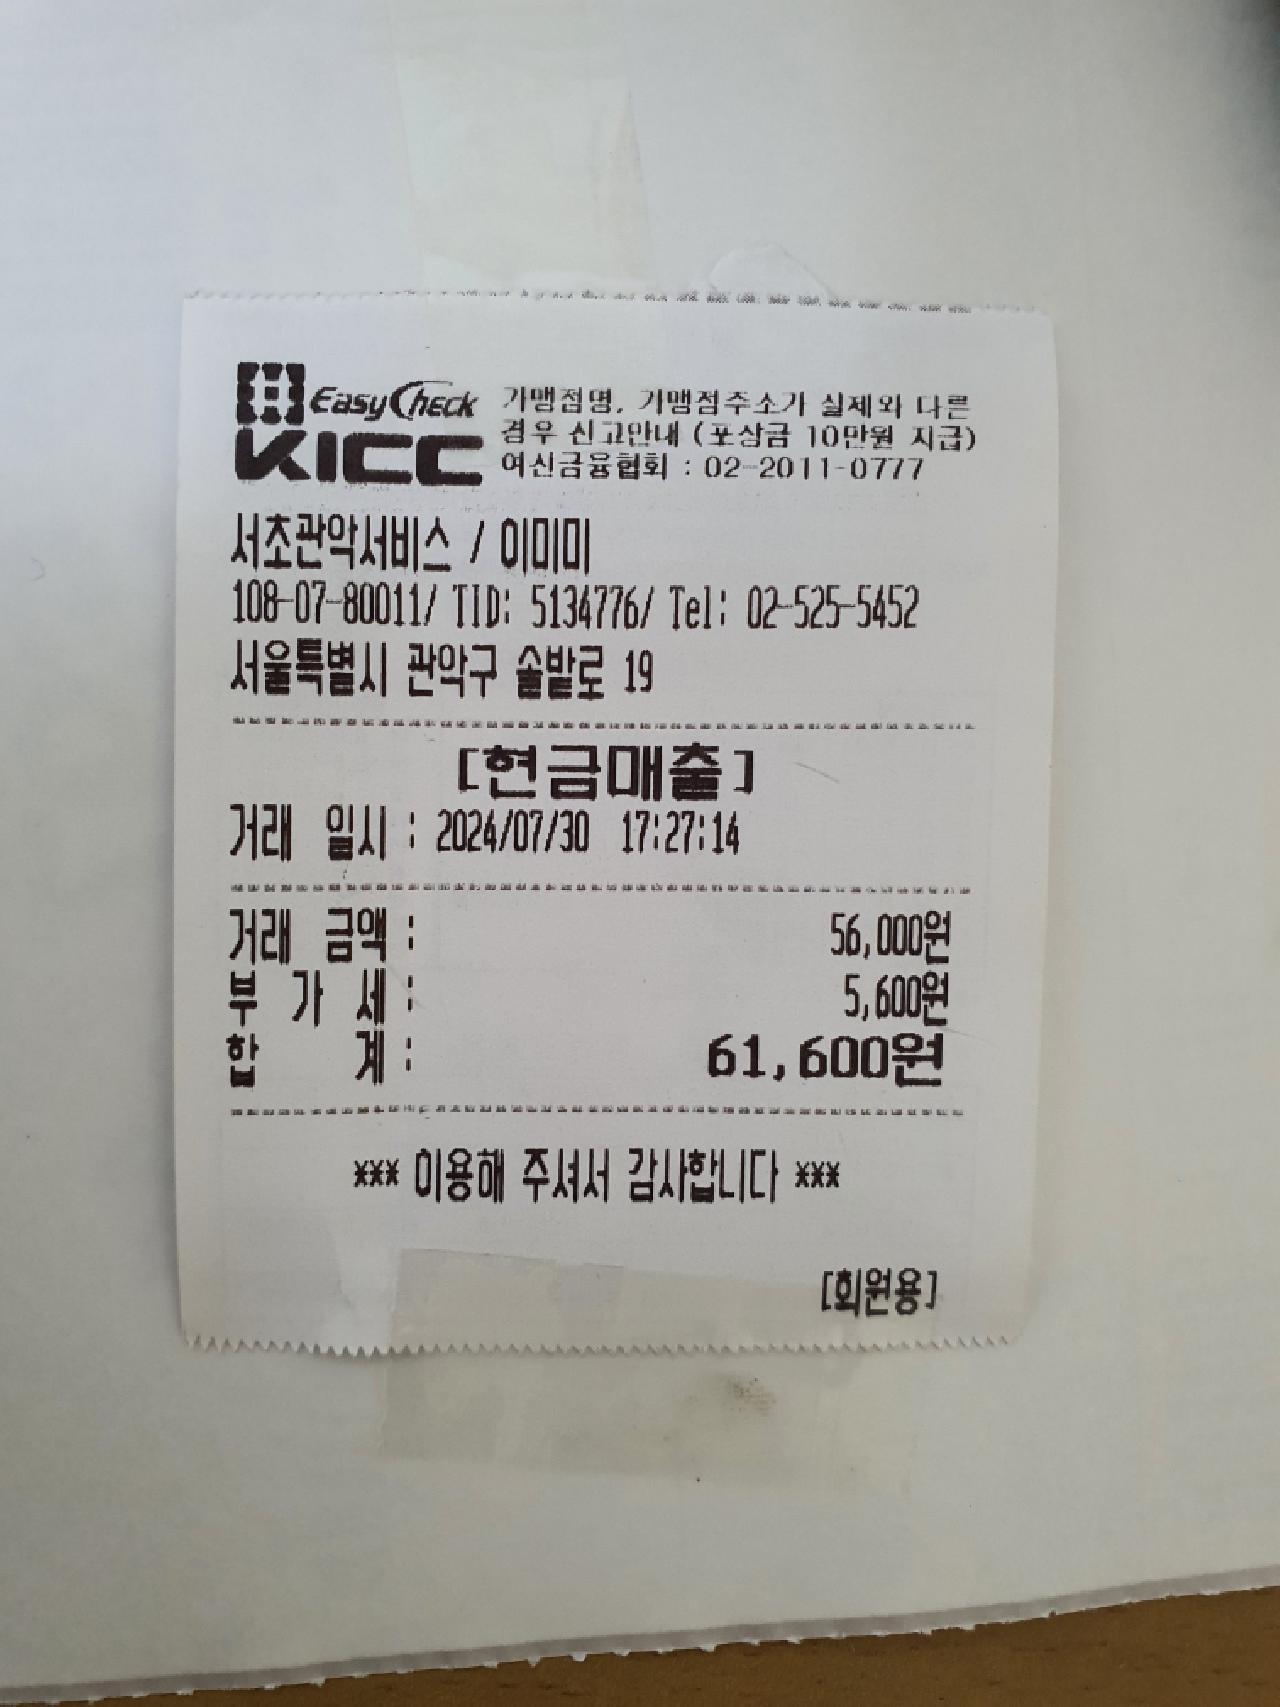 EasyCheck
KICC
가맹점명, 가맹점주소가 실제와 다른
경우 신고안내 (포상금 10만원 지급)
여신금융협회 : 02-2011-0777
서초관악서비스 / 이미미
108-07-80011/ TID: 5134776/ Tel: 02-525-5452
서울특별시 관악구 솔밭로 19
[현금매출]
거래 일시 : 2024/07/30 17:27:14
거래 금액 : 56,000원
부 가 세 : 5,600원
합 계 : 61,600원
*** 이용해 주셔서 감사합니다 ***
[회원용]